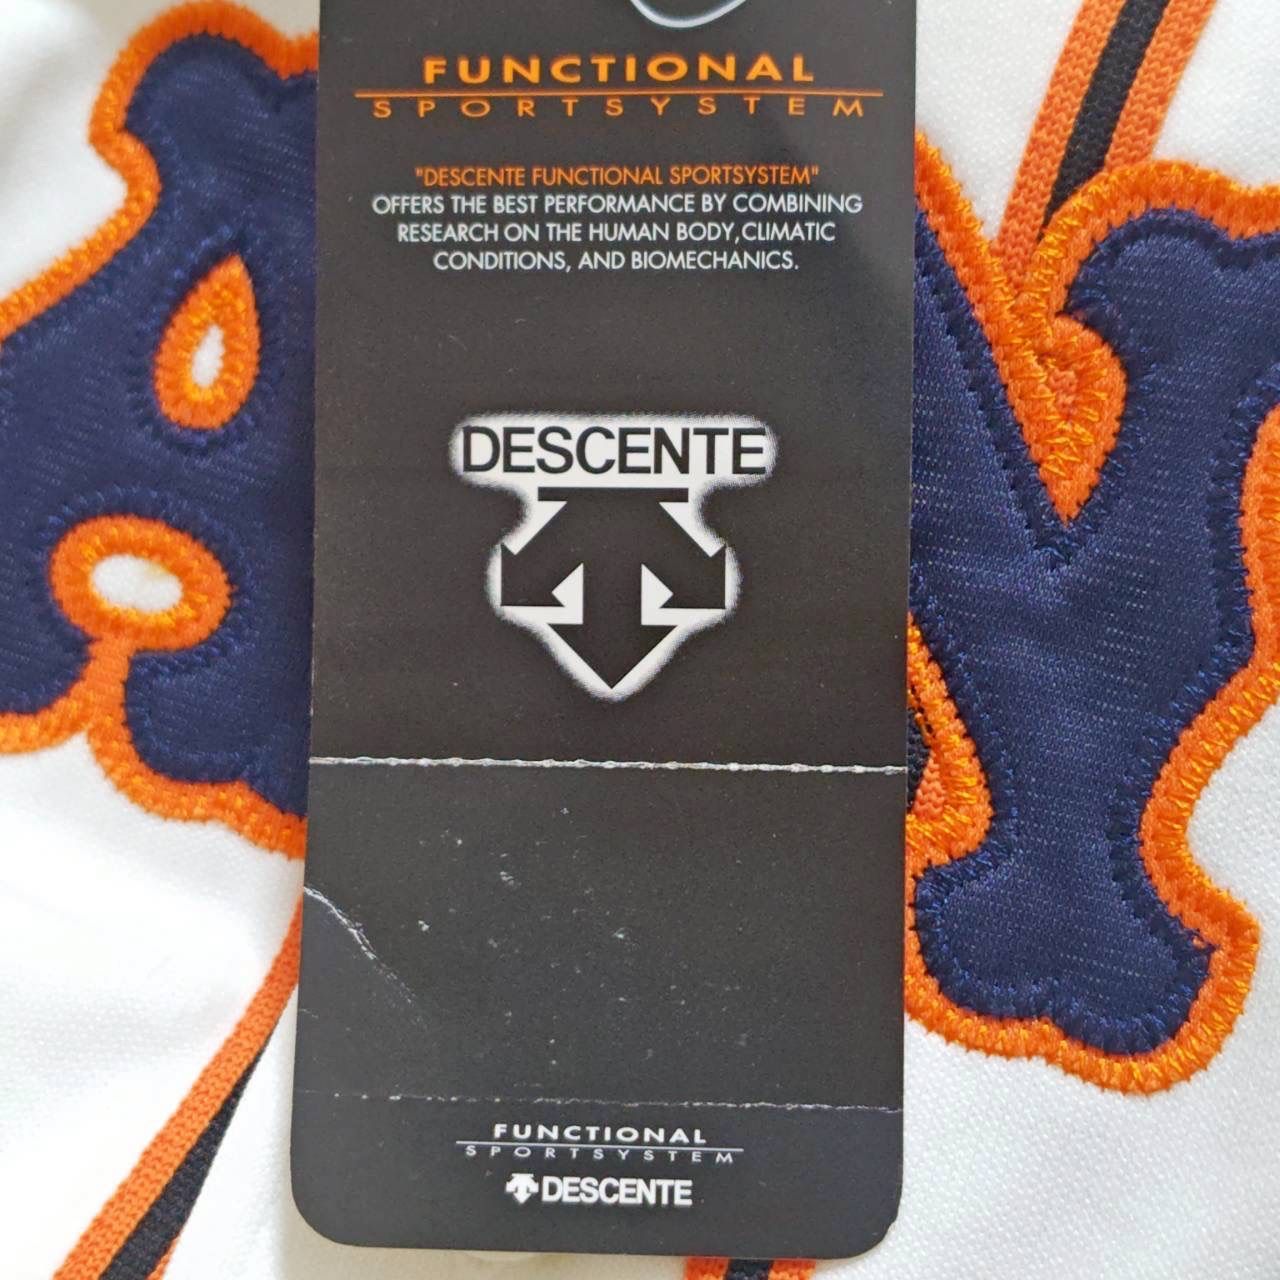 FUNCTIONAL
SPORTSYSTEM
"DESCENTE FUNCTIONAL SPORTSYSTEM"
OFFERS THE BEST PERFORMANCE BY COMBINING
RESEARCH ON THE HUMAN BODY, CLIMATIC
CONDITIONS, AND BIOMECHANICS.
DESCENTE
FUNCTIONAL
SPORTSYSTEM
DESCENTE